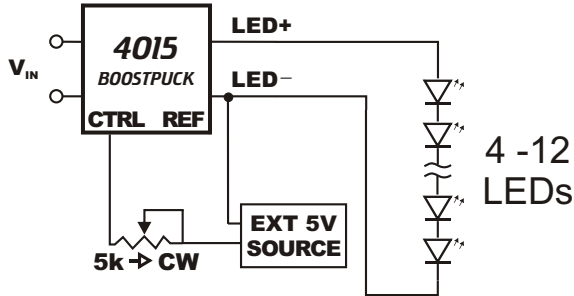 LED+
4015
BOOSTPUCK
VIN
LED−
CTRL REF
4 -12
LEDs
EXT 5V
SOURCE
5k CW